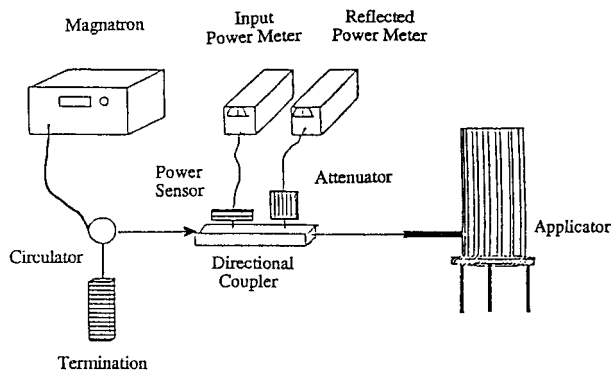 Magnatron
Input
Power Meter
Reflected
Power Meter
Power
Sensor
Attenuator
Applicator
Circulator
Directional
Coupler
Termination